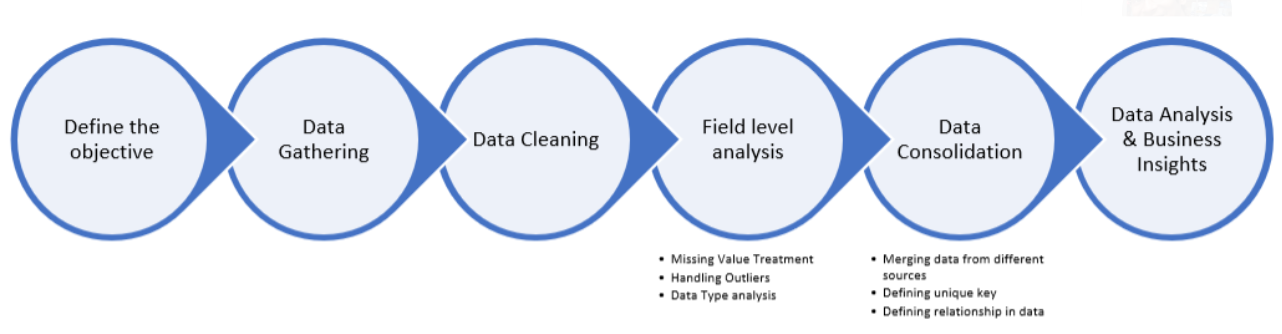 Define the
objective
Data
Gathering
Data Cleaning
Field level
analysis
Data
Consolidation
Data Analysis
& Business
Insights
• Missing Value Treatment
• Handling Outliers
• Data Type analysis
• Merging data from different
sources
• Defining unique key
• Defining relationship in data